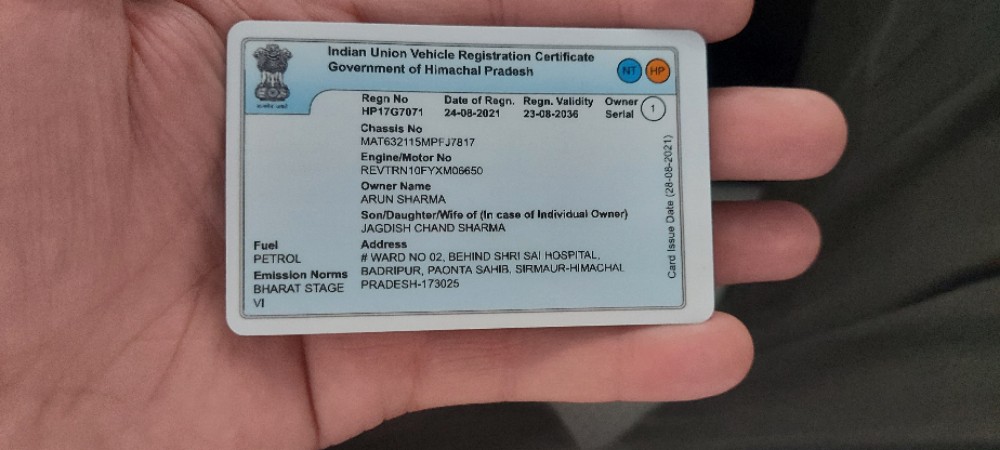 Indian Union Vehicle Registration Certificate
Government of Himachal Pradesh
NT HP
Regn No Date of Regn. Regn. Validity Owner Serial 1
HP17G7071 24-08-2021 23-08-2036
Chassis No
MAT632115MPFJ7817
Engine/Motor No
REVTRN10FYXM06650
Owner Name
ARUN SHARMA
Son/Daughter/Wife of (In case of Individual Owner)
JAGDISH CHAND SHARMA
Fuel
PETROL
Emission Norms
BHARAT STAGE
VI
Address
# WARD NO 02, BEHIND SHRI SAI HOSPITAL,
BADRIPUR, PAONTA SAHIB, SIRMAUR-HIMACHAL
PRADESH-173025
Card Issue Date (28-08-2021)